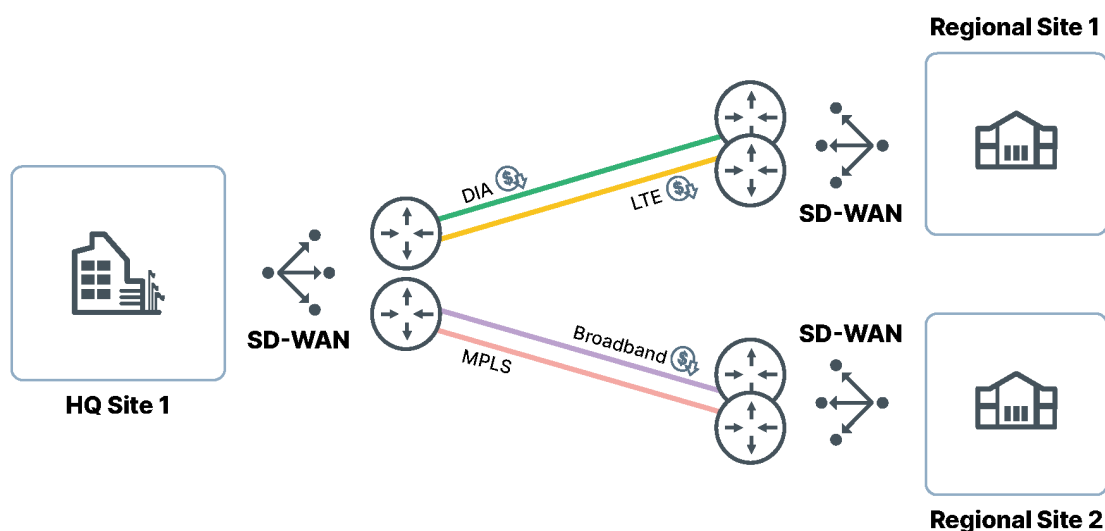 Regional Site 1
DIA $
LTE $
SD-WAN
SD-WAN
HQ Site 1
Broadband $
MPLS
SD-WAN
Regional Site 2